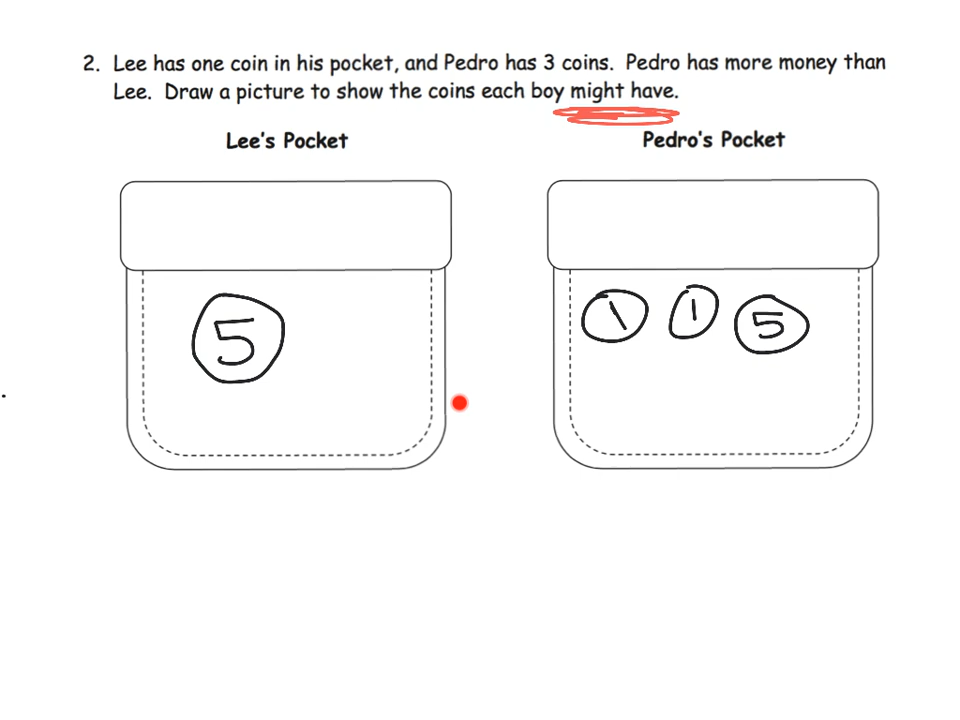 2. Lee has one coin in his pocket, and Pedro has 3 coins. Pedro has more money than
Lee. Draw a picture to show the coins each boy might have.
Lee's Pocket
Pedro's Pocket
5
1 1 5